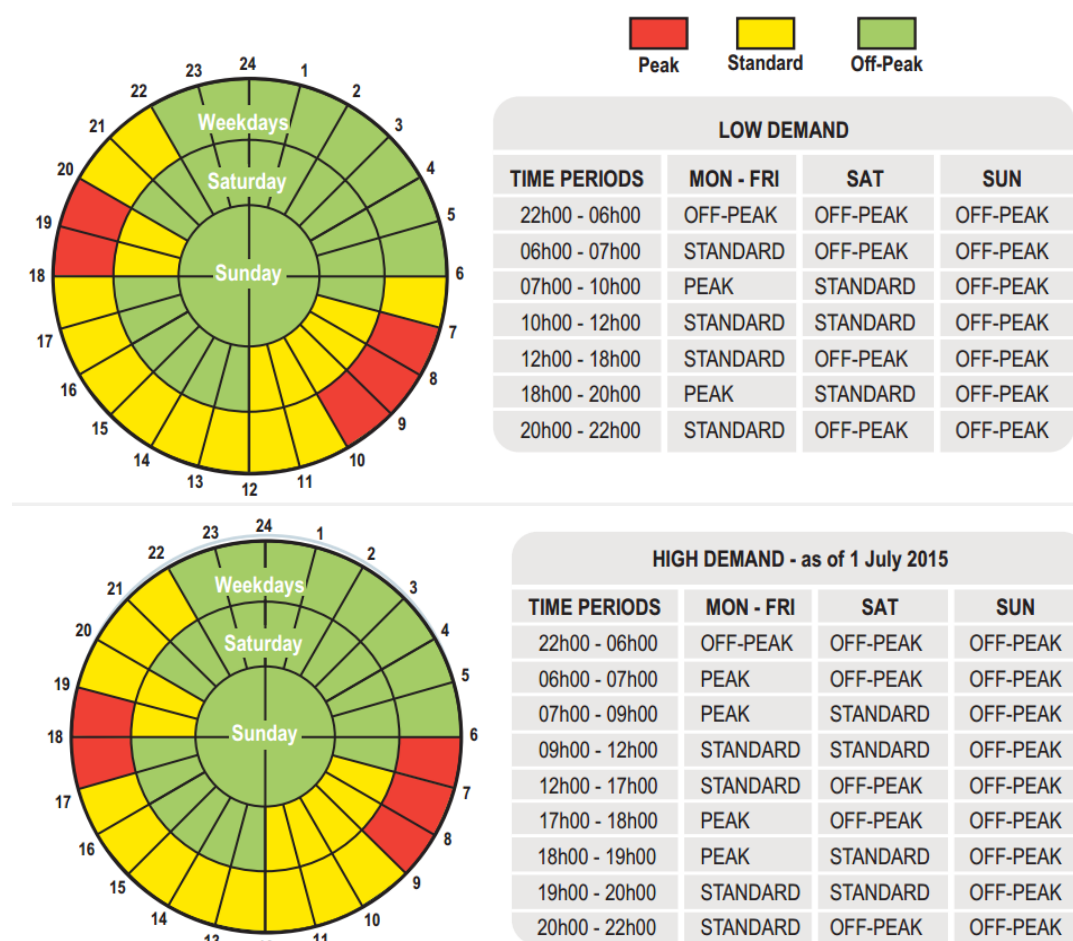 Peak Standard Off-Peak
24
1
2
3
4
5
6
7
8
9
10
11
12
13
14
15
16
17
18
19
20
21
22
23
Weekdays
Saturday
Sunday
LOW DEMAND
TIME PERIODS MON - FRI SAT SUN
22h00 - 06h00 OFF-PEAK OFF-PEAK OFF-PEAK
06h00 - 07h00 STANDARD OFF-PEAK OFF-PEAK
07h00 - 10h00 PEAK STANDARD OFF-PEAK
10h00 - 12h00 STANDARD STANDARD OFF-PEAK
12h00 - 18h00 STANDARD OFF-PEAK OFF-PEAK
18h00 - 20h00 PEAK STANDARD OFF-PEAK
20h00 - 22h00 STANDARD OFF-PEAK OFF-PEAK
24
1
2
3
4
5
6
7
8
9
10
11
13
14
15
16
17
18
19
20
21
22
23
Weekdays
Saturday
Sunday
HIGH DEMAND - as of 1 July 2015
TIME PERIODS MON - FRI SAT SUN
22h00 - 06h00 OFF-PEAK OFF-PEAK OFF-PEAK
06h00 - 07h00 PEAK OFF-PEAK OFF-PEAK
07h00 - 09h00 PEAK STANDARD OFF-PEAK
09h00 - 12h00 STANDARD STANDARD OFF-PEAK
12h00 - 17h00 STANDARD OFF-PEAK OFF-PEAK
17h00 - 18h00 PEAK OFF-PEAK OFF-PEAK
18h00 - 19h00 PEAK STANDARD OFF-PEAK
19h00 - 20h00 STANDARD STANDARD OFF-PEAK
20h00 - 22h00 STANDARD OFF-PEAK OFF-PEAK